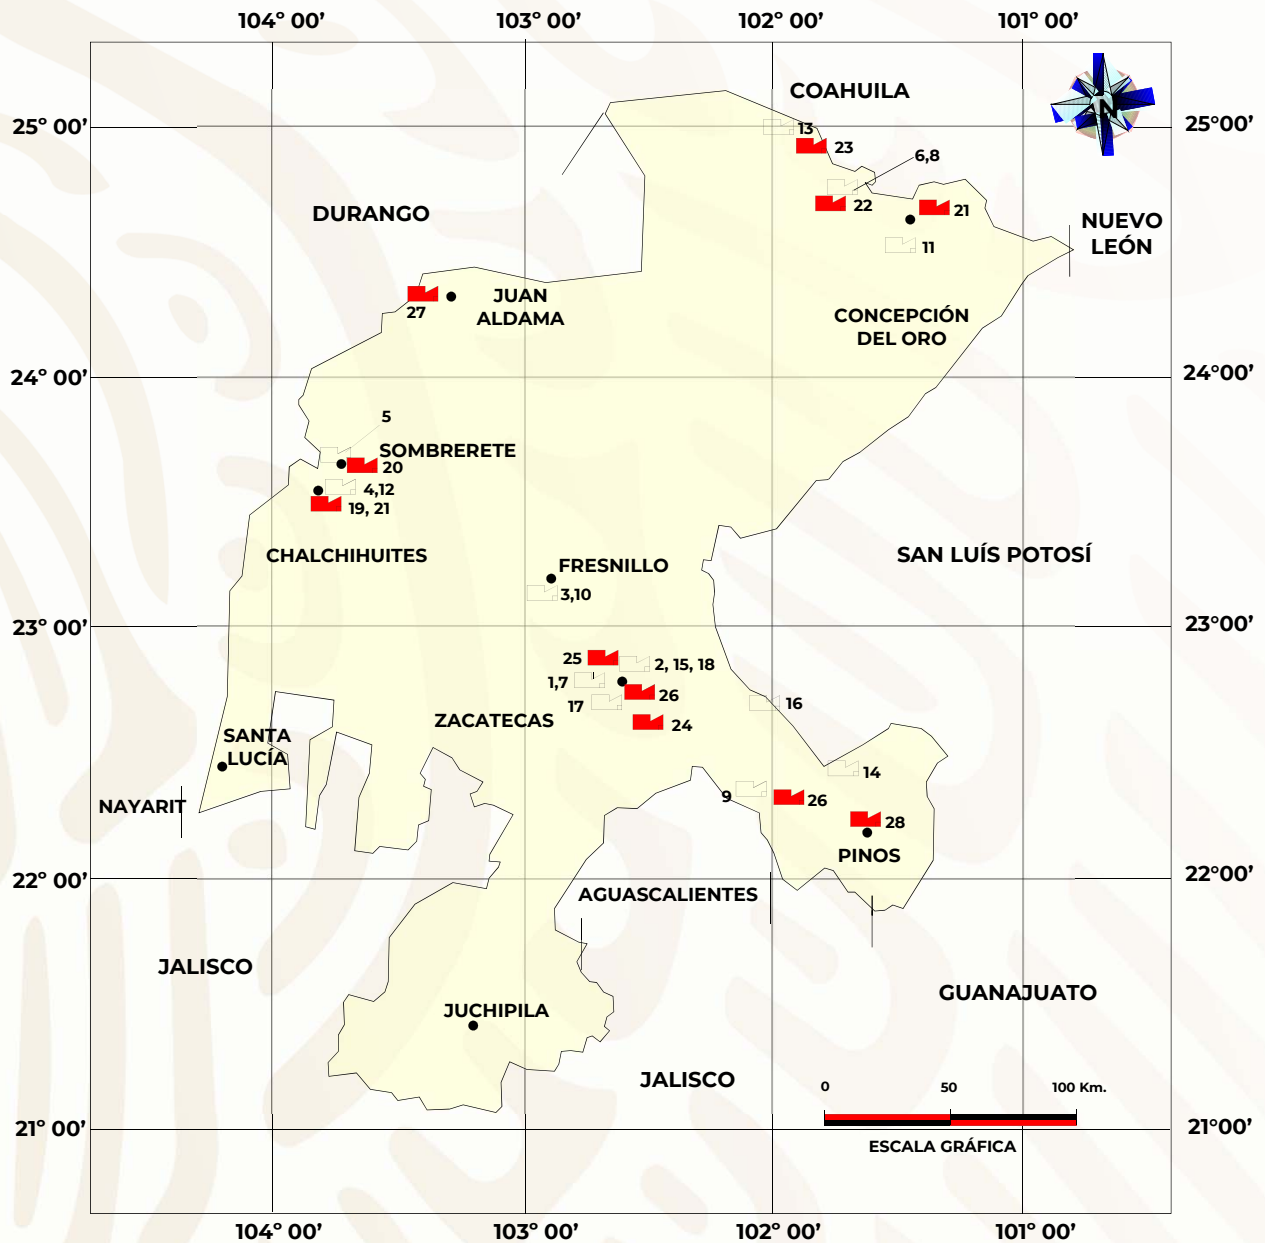 104° 00’
103° 00’
102° 00’
101° 00’
COAHUILA
N
25° 00’
25°00’
13
23
6,8
DURANGO
22
21
NUEVO
LEÓN
11
JUAN
ALDAMA
27
CONCEPCIÓN
DEL ORO
24° 00’
24°00’
5
SOMBRERETE
20
4,12
19, 21
CHALCHIHUITES
SAN LUÍS POTOSÍ
FRESNILLO
3,10
23° 00’
23°00’
25
2, 15, 18
1,7
26
17
16
ZACATECAS
24
SANTA
LUCÍA
14
NAYARIT
9
26
28
PINOS
22° 00’
22°00’
AGUASCALIENTES
JALISCO
GUANAJUATO
JUCHIPILA
JALISCO
0
50
100 Km.
21° 00’
21°00’
ESCALA GRÁFICA
104° 00’
103° 00’
102° 00’
101° 00’